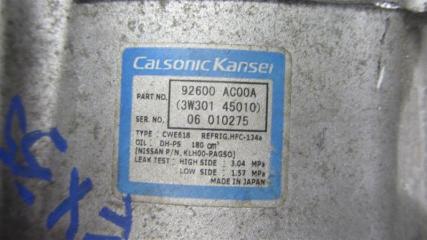 CALSONIC KANSEI
PART NO. 92600 AC00A
(3W301 45010)
SER NO. 06 010275
TYPE : CWE618 REFRIG.HFC-134a
OIL : DH-PS 180 cm³
[NISSAN P/N, KLH00-PAGS0]
LEAK TEST : HIGH SIDE : 3.04 MPa
LOW SIDE : 1.57 MPa
MADE IN JAPAN